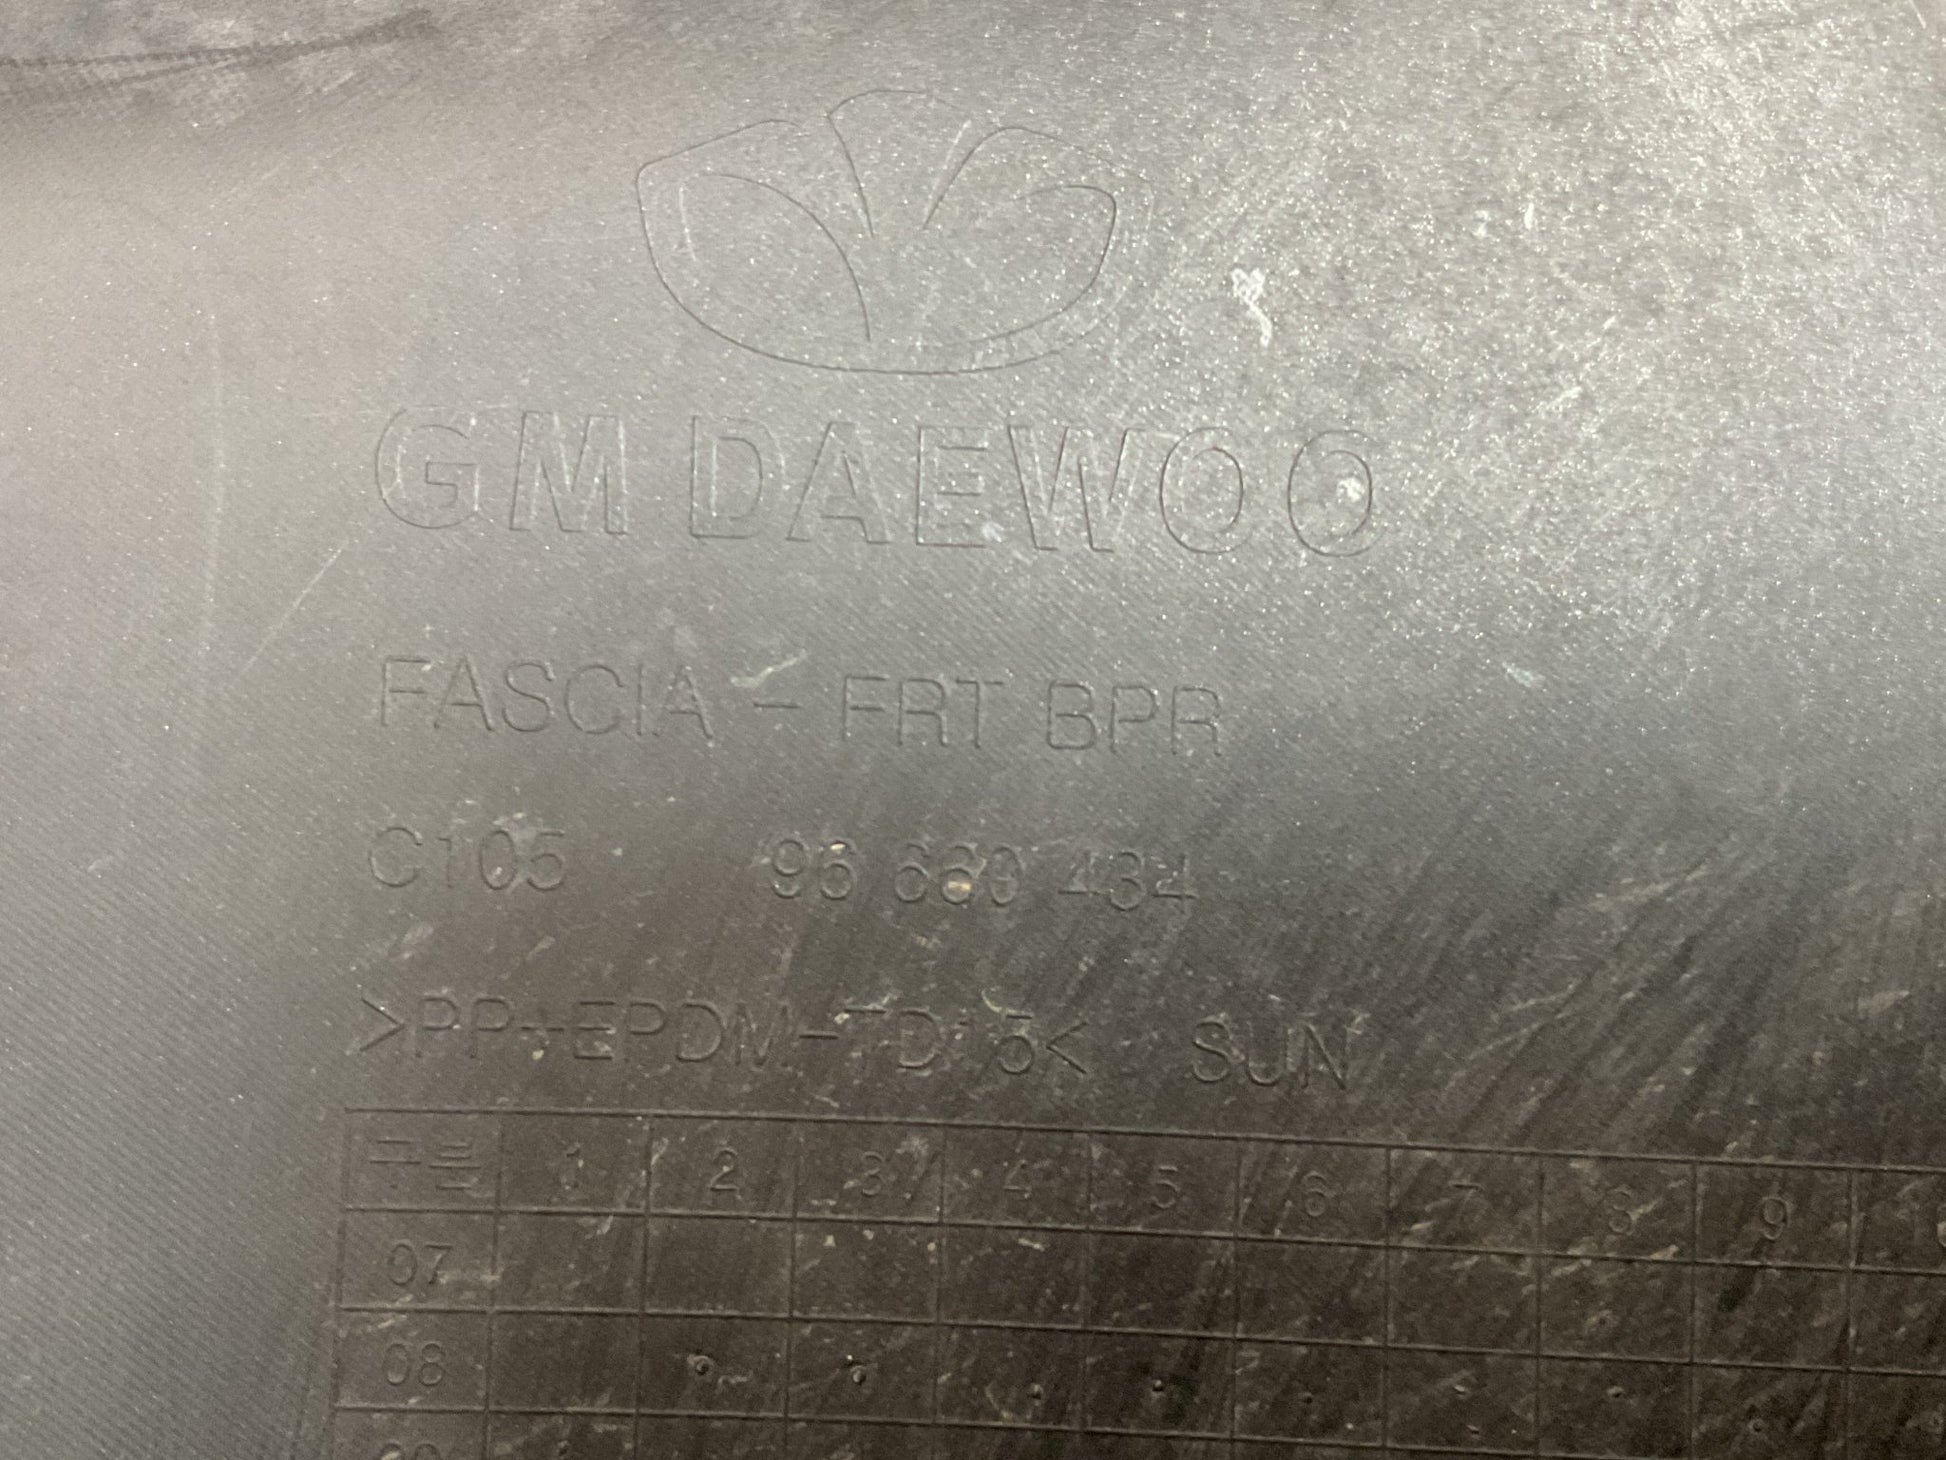 GM DAEWOO
FASCIA - FRT BPR
C105 96 660 434
>PP+EPDM-TD15< SUN
구분 1 2 3 4 5 6 7 8 9
07
08